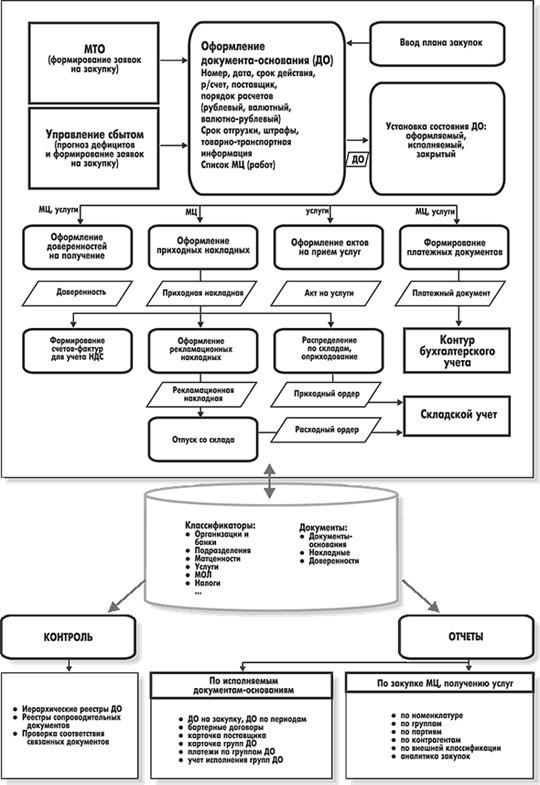 МТО
(формирование заявок
на закупку)
Оформление
документа-основания (ДО)
Номер, дата, срок действия,
р/счет, поставщик,
порядок расчетов
(рублевый, валютный,
валютно-рублевый)
Срок отгрузки, штрафы,
товарно-транспортная
информация
Список МЦ (работ)
Ввод плана закупок
Управление сбытом
(прогноз дефицитов
и формирование заявок
на закупку)
Установка состояния ДО:
оформляемый,
исполняемый,
закрытый
ДО
МЦ, услуги
МЦ
услуги
МЦ, услуги
Оформление
доверенностей
на получение
Оформление
приходных накладных
Оформление актов
на прием услуг
Формирование
платежных документов
Доверенность
Приходная накладная
Акт на услуги
Платежный документ
Формирование
счетов-фактур
для учета НДС
Оформление
рекламационных
накладных
Распределение
по складам,
оприходование
Контур
бухгалтерского
учета
Рекламационная
накладная
Приходный ордер
Складской учет
Отпуск со склада
Расходный ордер
Классификаторы:
● Организации и
банки
● Подразделения
● Матценности
● Услуги
● МОЛ
● Налоги
...
Документы:
● Документы-
основания
● Накладные
● Доверенности
КОНТРОЛЬ
ОТЧЕТЫ
● Иерархические реестры ДО
● Реестры сопроводительных
документов
● Проверка соответствия
связанных документов
По исполняемым
документам-основаниям
● ДО на закупку, ДО по периодам
● бартерные договоры
● карточка поставщика
● карточка групп ДО
● платежи по группам ДО
● учет исполнения групп ДО
По закупке МЦ, получению услуг
● по номенклатуре
● по группам
● по партиям
● по контрагентам
● по внешней классификации
● аналитика закупок